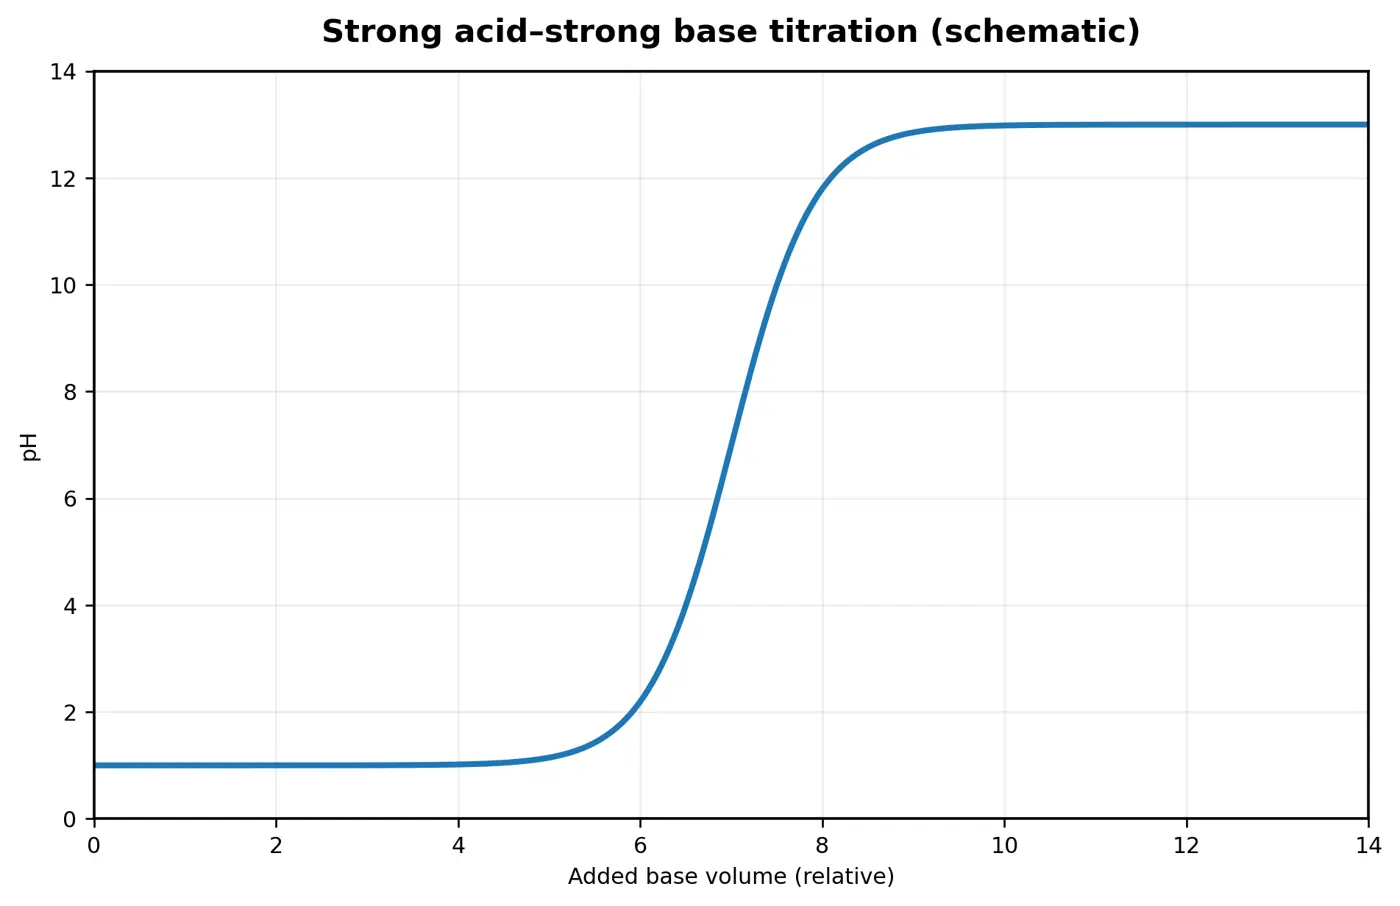 Strong acid–strong base titration (schematic)
14
12
10
8
6
4
2
0
pH
0 2 4 6 8 10 12 14
Added base volume (relative)